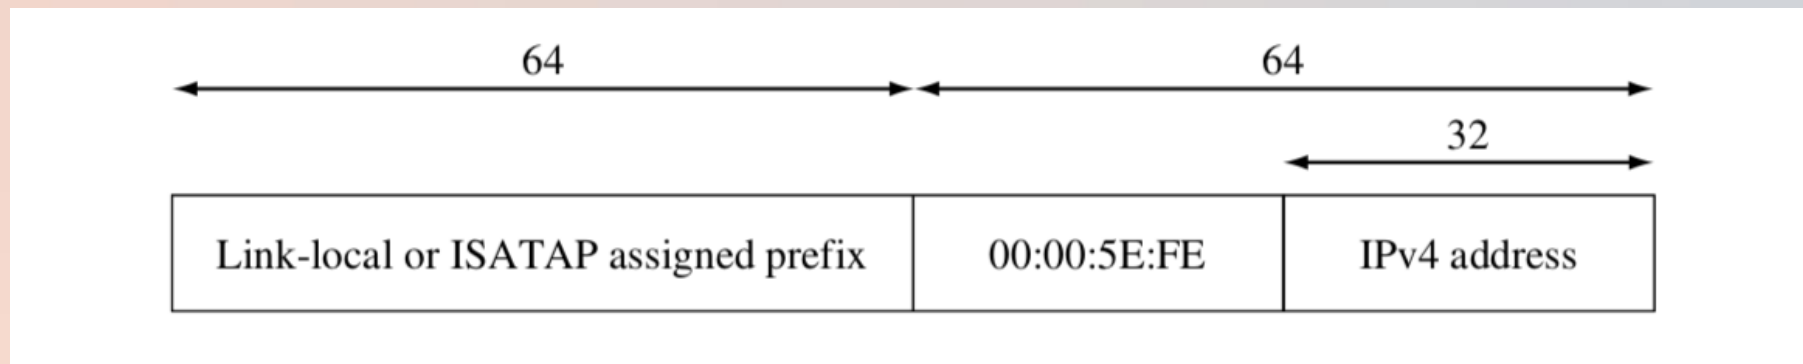 64 64
32
Link-local or ISATAP assigned prefix 00:00:5E:FE IPv4 address